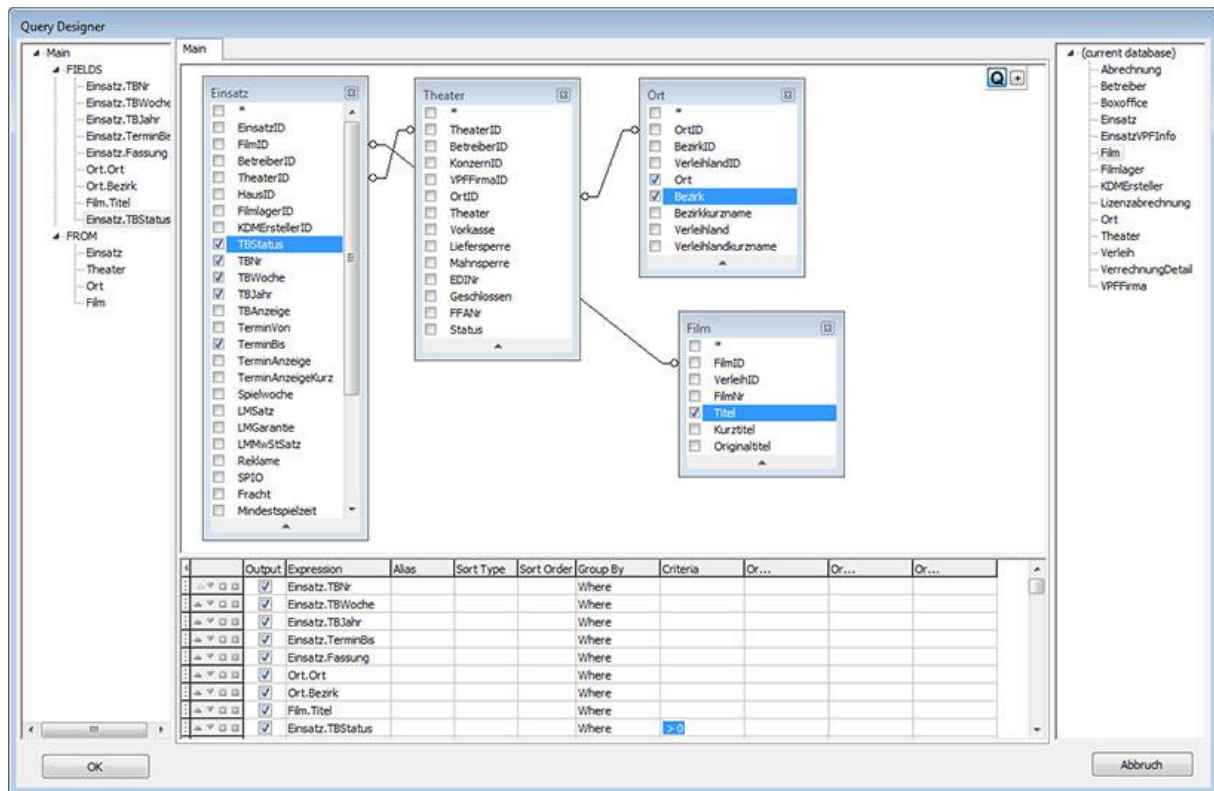 Query Designer
Main
FIELDS
Einsatz.TBNr
Einsatz.TBWoche
Einsatz.TBJahr
Einsatz.TerminBis
Einsatz.Fassung
Ort.Ort
Ort.Bezirk
Film.Titel
Einsatz.TBStatus
FROM
Einsatz
Theater
Ort
Film
Main
Q +
Einsatz
*
EinsatzID
FilmID
BetreiberID
TheaterID
HausID
FilmlagerID
KDMErstellerID
TBStatus
TBNr
TBWoche
TBJahr
TBAnzeige
TerminVon
TerminBis
TerminAnzeige
TerminAnzeigeKurz
Spielwoche
LMSatz
LMGarantie
LMMwStSatz
Reklame
SPIO
Fracht
Mindestspielzeit
Theater
*
TheaterID
BetreiberID
KonzernID
VPFFirmaID
OrtID
Theater
Vorkasse
Liefersperre
Mahnsperre
EDINr
Geschlossen
FFANr
Status
Ort
*
OrtID
BezirkID
VerleihlandID
Ort
Bezirk
Bezirkkurzname
Verleihland
Verleihlandkurzname
Film
*
FilmID
VerleihID
FilmNr
Titel
Kurztitel
Originaltitel
(current database)
Abrechnung
Betreiber
Boxoffice
Einsatz
EinsatzVPFInfo
Film
Filmlager
KDMErsteller
Lizenzabrechnung
Ort
Theater
Verleih
VerrechnungDetail
VPFFirma
Output Expression Alias Sort Type Sort Order Group By Criteria Or... Or... Or...
Einsatz.TBNr Where
Einsatz.TBWoche Where
Einsatz.TBJahr Where
Einsatz.TerminBis Where
Einsatz.Fassung Where
Ort.Ort Where
Ort.Bezirk Where
Film.Titel Where
Einsatz.TBStatus Where > 0
OK
Abbruch